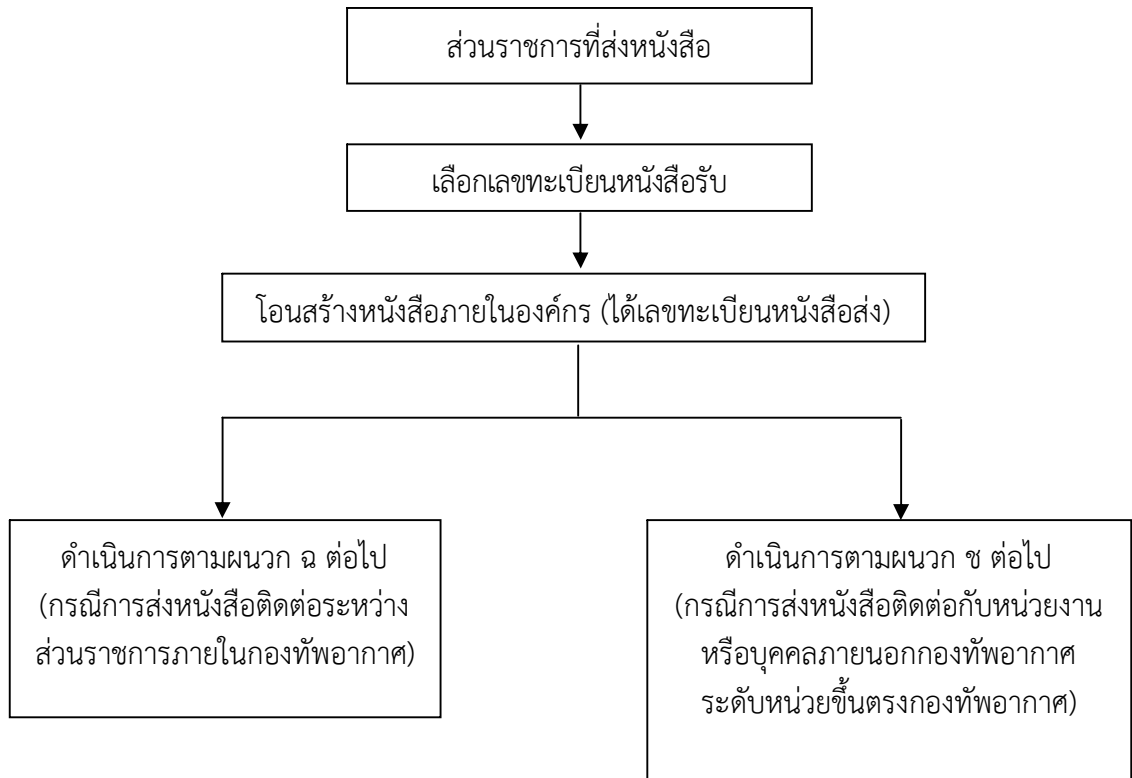 ส่วนราชการที่ส่งหนังสือ
เลือกเลขทะเบียนหนังสือรับ
โอนสร้างหนังสือภายในองค์กร (ได้เลขทะเบียนหนังสือส่ง)
ดำเนินการตามผนวก ฉ ต่อไป
(กรณีการส่งหนังสือติดต่อระหว่าง
ส่วนราชการภายในกองทัพอากาศ)
ดำเนินการตามผนวก ช ต่อไป
(กรณีการส่งหนังสือติดต่อกับหน่วยงาน
หรือบุคคลภายนอกกองทัพอากาศ
ระดับหน่วยขึ้นตรงกองทัพอากาศ)